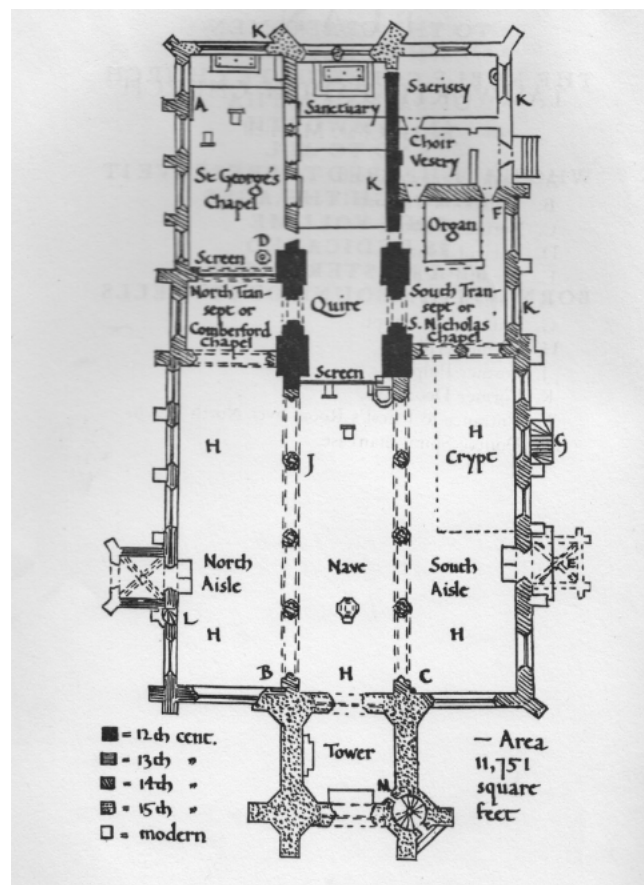 K
K
A
Sanctuary
Sacristy
Choir
Vestry
St. George's
Chapel
K
F
Organ
D
Screen
North Tran-
sept or
Comberford
Chapel
Quire
South Tran-
sept or
S. Nicholas
Chapel
K
Screen
H
J
H
Crypt
G
North
Aisle
Nave
South
Aisle
E
L
H
H
B
H
C
Tower
M
= 12th cent.
= 13th "
= 14th "
= 15th "
= modern
— Area
11,751
square
feet